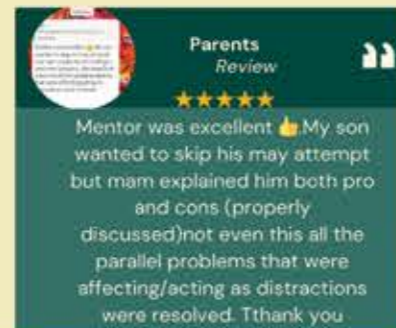 Parents
Review
Mentor was excellent 👍.My son
wanted to skip his may attempt
but mam explained him both pro
and cons (properly
discussed)not even this all the
parallel problems that were
affecting/acting as distractions
were resolved. Tthank you